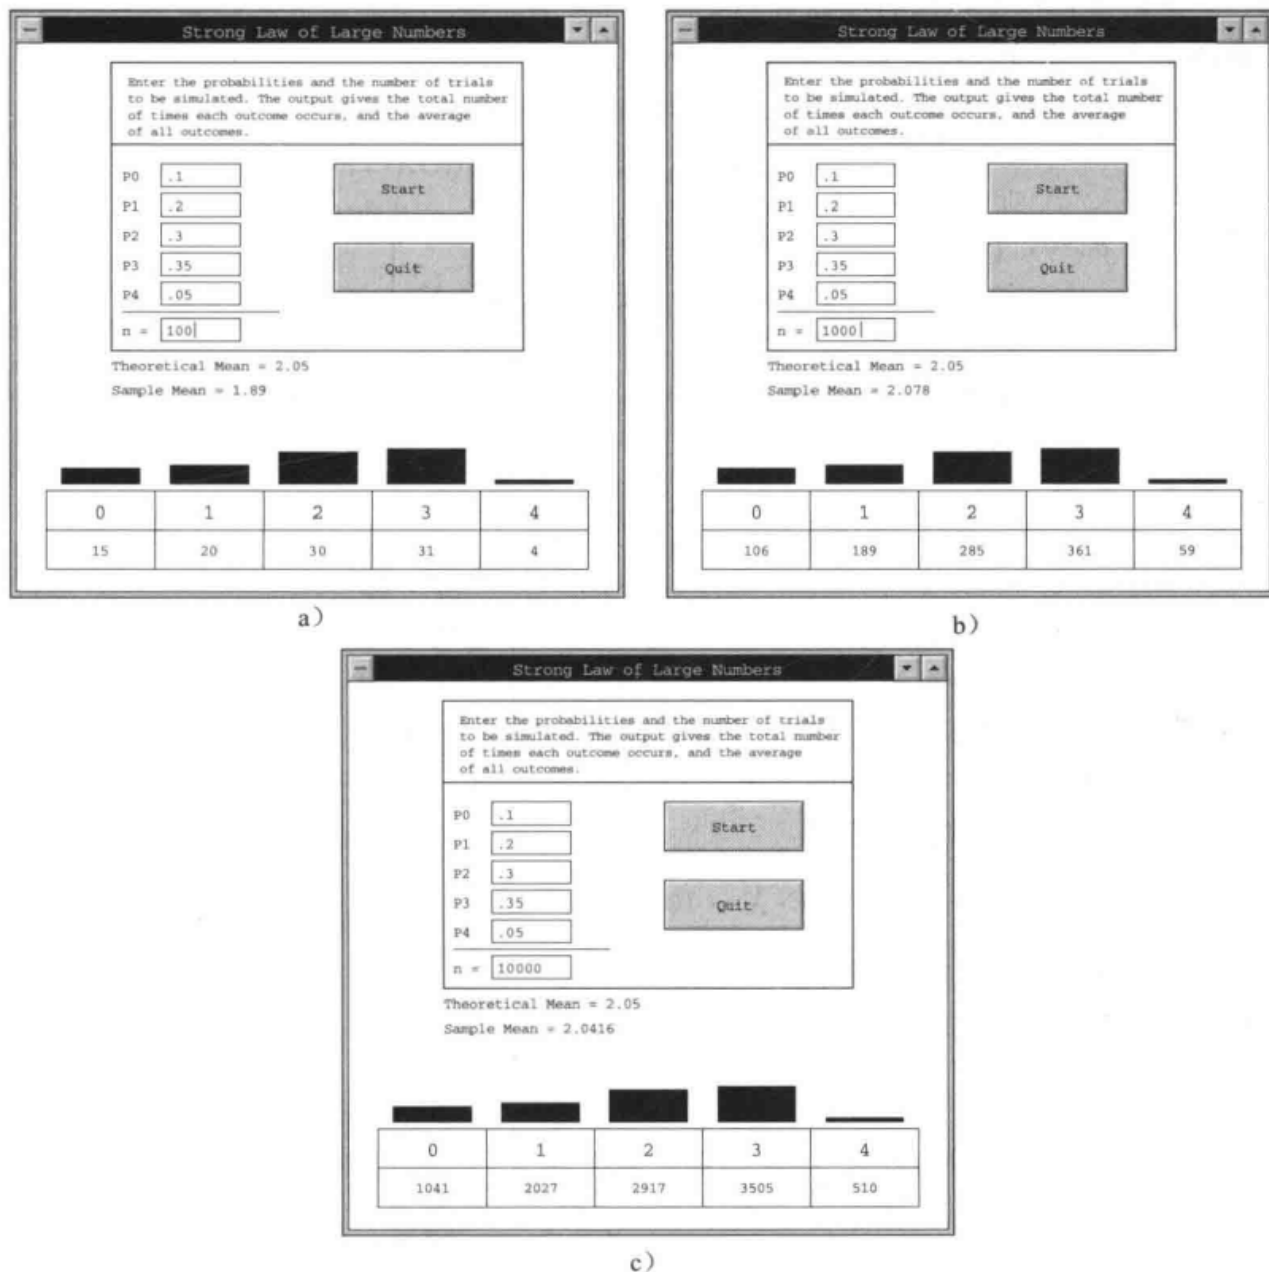 Strong Law of Large Numbers
Enter the probabilities and the number of trials
to be simulated. The output gives the total number
of times each outcome occurs, and the average
of all outcomes.
P0 .1
Start
P1 .2
P2 .3
P3 .35
Quit
P4 .05
n = 100
Theoretical Mean = 2.05
Sample Mean = 1.89
0 1 2 3 4
15 20 30 31 4
a)
Strong Law of Large Numbers
Enter the probabilities and the number of trials
to be simulated. The output gives the total number
of times each outcome occurs, and the average
of all outcomes.
P0 .1
Start
P1 .2
P2 .3
P3 .35
Quit
P4 .05
n = 1000
Theoretical Mean = 2.05
Sample Mean = 2.078
0 1 2 3 4
106 189 285 361 59
b)
Strong Law of Large Numbers
Enter the probabilities and the number of trials
to be simulated. The output gives the total number
of times each outcome occurs, and the average
of all outcomes.
P0 .1
Start
P1 .2
P2 .3
P3 .35
Quit
P4 .05
n = 10000
Theoretical Mean = 2.05
Sample Mean = 2.0416
0 1 2 3 4
1041 2027 2917 3505 510
c)